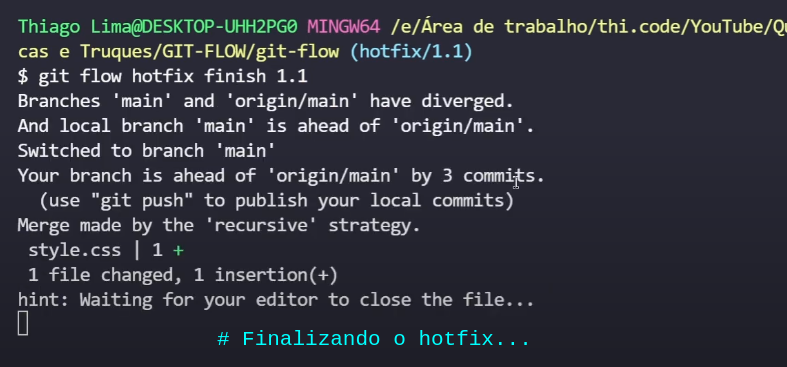 Thiago Lima@DESKTOP-UHH2PG0 MINGW64 /e/Área de trabalho/thi.code/YouTube/Qu
cas e Truques/GIT-FLOW/git-flow (hotfix/1.1)
$ git flow hotfix finish 1.1
Branches 'main' and 'origin/main' have diverged.
And local branch 'main' is ahead of 'origin/main'.
Switched to branch 'main'
Your branch is ahead of 'origin/main' by 3 commits.
  (use "git push" to publish your local commits)
Merge made by the 'recursive' strategy.
 style.css | 1 +
 1 file changed, 1 insertion(+)
hint: Waiting for your editor to close the file...
# Finalizando o hotfix...